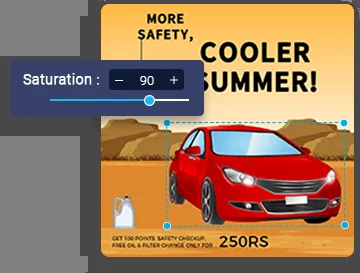 MORE
SAFETY,
COOLER
SUMMER!
Saturation : − 90 +
GET 100 POINTS. SAFETY CHECKUP,
FREE OIL & FILTER CHANGE ONLY FOR 250RS